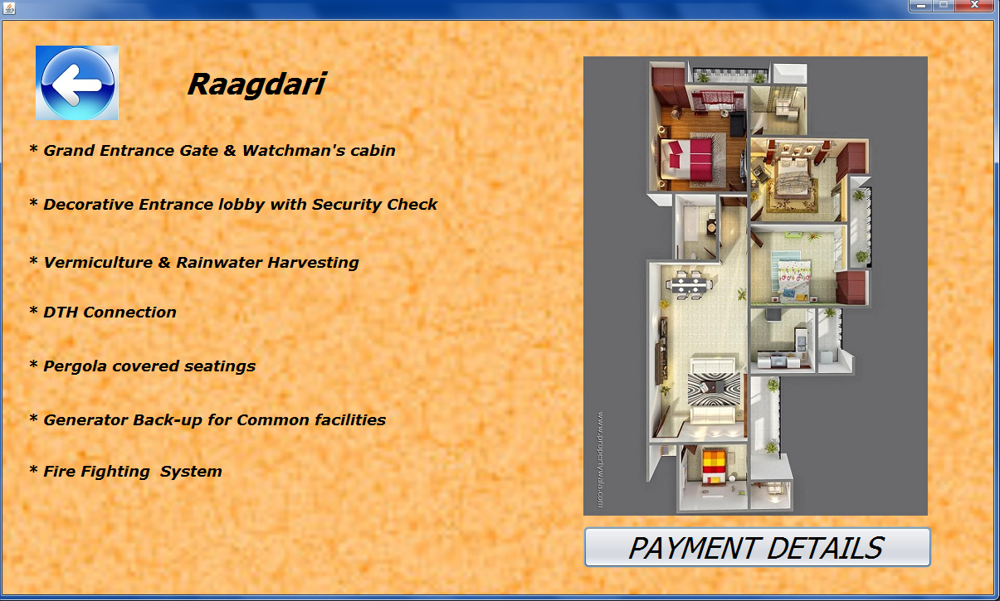 Raagdari
* Grand Entrance Gate & Watchman's cabin
* Decorative Entrance lobby with Security Check
* Vermiculture & Rainwater Harvesting
* DTH Connection
* Pergola covered seatings
* Generator Back-up for Common facilities
* Fire Fighting  System
www.propertywala.com
PAYMENT DETAILS